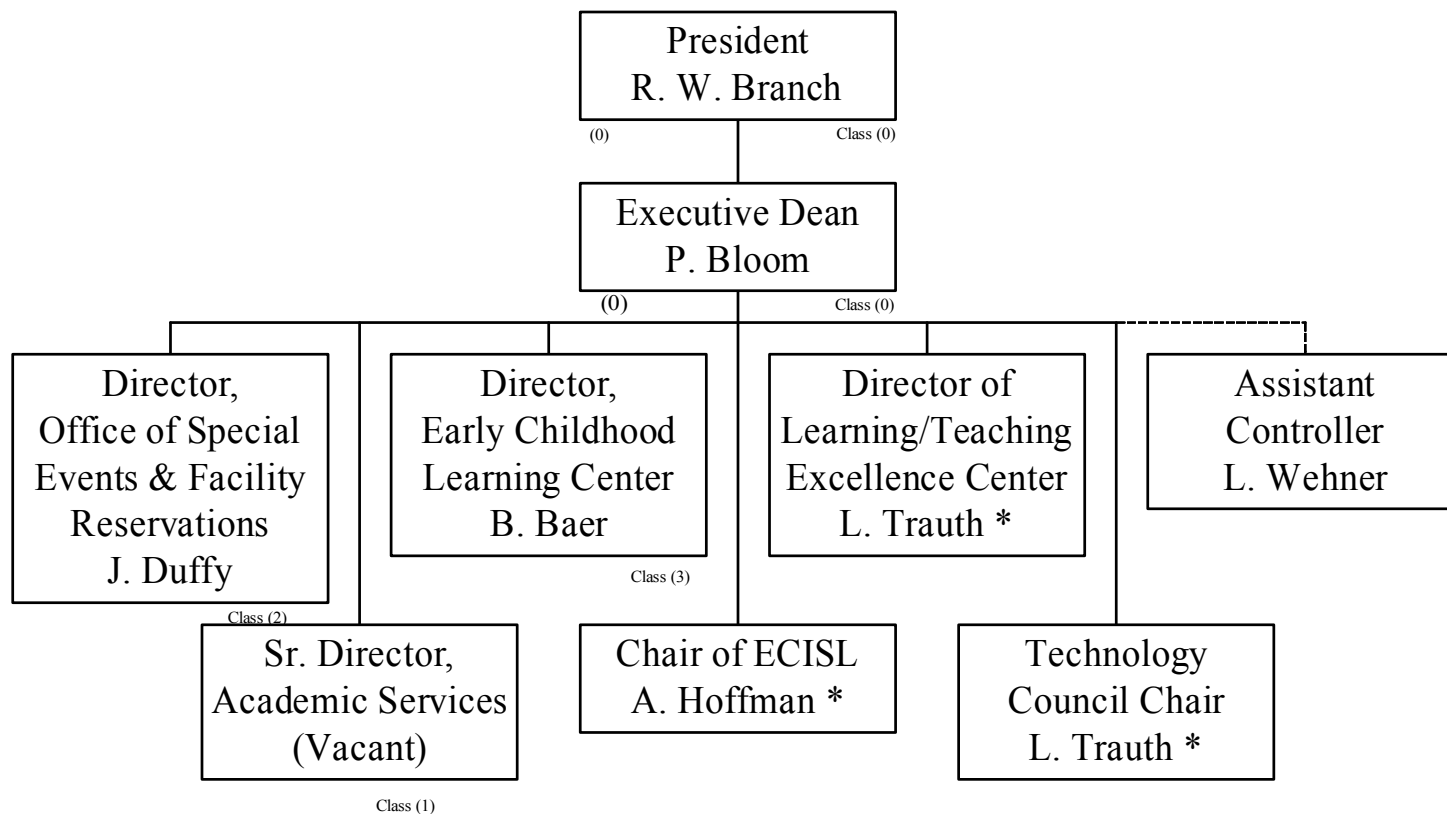 President
R. W. Branch
(0)
Class (0)
Executive Dean
P. Bloom
(0)
Class (0)
Director,
Office of Special
Events & Facility
Reservations
J. Duffy
Class (2)
Director,
Early Childhood
Learning Center
B. Baer
Class (3)
Director of
Learning/Teaching
Excellence Center
L. Trauth *
Assistant
Controller
L. Wehner
Sr. Director,
Academic Services
(Vacant)
Class (1)
Chair of ECISL
A. Hoffman *
Technology
Council Chair
L. Trauth *